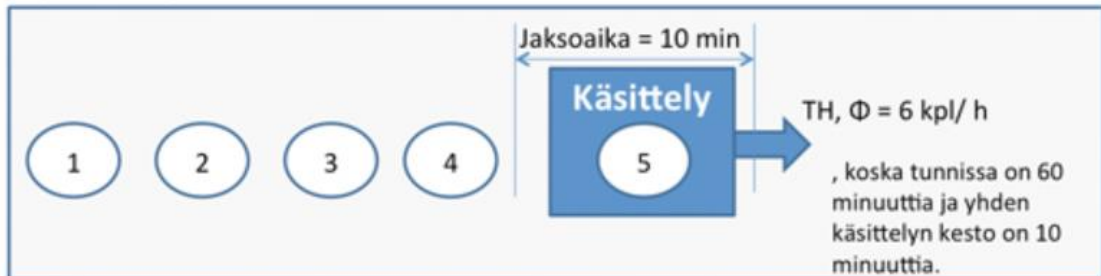 Jaksoaika = 10 min
Käsittely
1
2
3
4
5
TH, Φ = 6 kpl/ h
, koska tunnissa on 60
minuuttia ja yhden
käsittelyn kesto on 10
minuuttia.